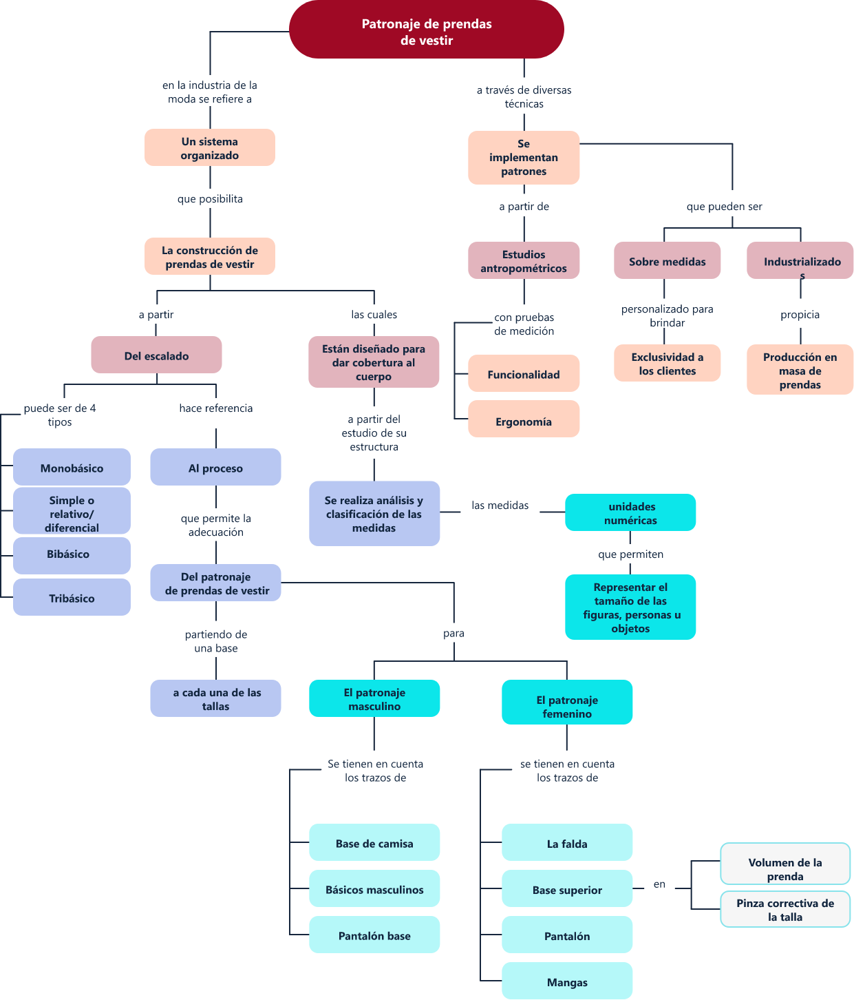 Patronaje de prendas
de vestir
en la industria de la
moda se refiere a
a través de diversas
técnicas
Un sistema
organizado
Se
implementan
patrones
que posibilita
a partir de
que pueden ser
La construcción de
prendas de vestir
Estudios
antropométricos
Sobre medidas
Industrializado
s
a partir
las cuales
con pruebas
de medición
personalizado para
brindar
propicia
Del escalado
Están diseñado para
dar cobertura al
cuerpo
Funcionalidad
Exclusividad a
los clientes
Producción en
masa de
prendas
puede ser de 4
tipos
hace referencia
a partir del
estudio de su
estructura
Ergonomía
Monobásico
Al proceso
Simple o
relativo/
diferencial
que permite la
adecuación
Se realiza análisis y
clasificación de las
medidas
las medidas
unidades
numéricas
Bibásico
que permiten
Del patronaje
de prendas de vestir
Tribásico
Representar el
tamaño de las
figuras, personas u
objetos
partiendo de
una base
para
a cada una de las
tallas
El patronaje
masculino
El patronaje
femenino
Se tienen en cuenta
los trazos de
se tienen en cuenta
los trazos de
Base de camisa
La falda
Básicos masculinos
Base superior
en
Volumen de la
prenda
Pinza correctiva de
la talla
Pantalón base
Pantalón
Mangas